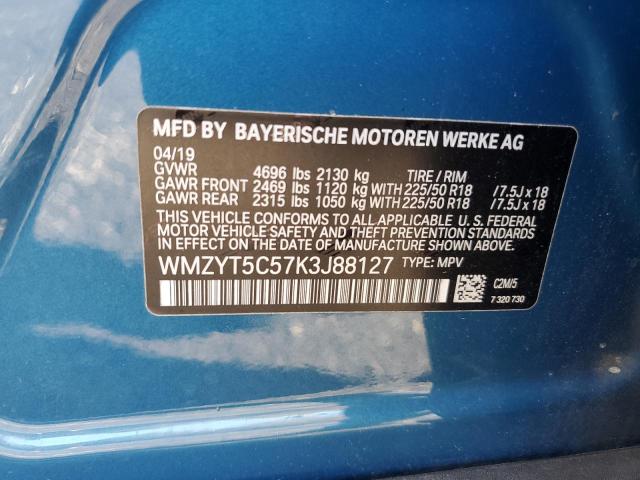 MFD BY BAYERISCHE MOTOREN WERKE AG
04/19
GVWR 4696 lbs 2130 kg TIRE / RIM
GAWR FRONT 2469 lbs 1120 kg WITH 225/50 R18 /7.5J x 18
GAWR REAR 2315 lbs 1050 kg WITH 225/50 R18 /7.5J x 18
THIS VEHICLE CONFORMS TO ALL APPLICABLE U. S. FEDERAL
MOTOR VEHICLE SAFETY, BUMPER, AND THEFT PREVENTION
STANDARDS IN EFFECT ON THE DATE OF MANUFACTURE SHOWN ABOVE.
WMZYT5C57K3J88127 TYPE: MPV
C2MI/5
7 320 730